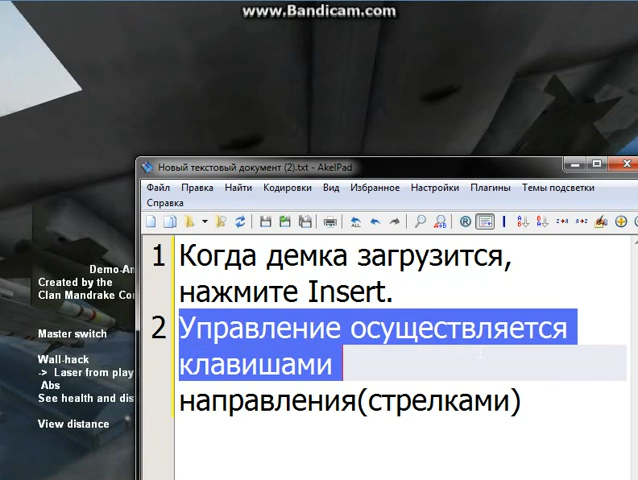 www.Bandicam.com
Новый текстовый документ (2).txt - AkelPad
Файл Правка Найти Кодировки Вид Избранное Настройки Плагины Темы подсветки
Справка
1 Когда демка загрузится,
нажмите Insert.
2 Управление осуществляется
клавишами
направления(стрелками)
Created by the
Clan Mandrake
Master switch
Wall-hack
-> Laser from play
Abs
See health and dis
View distance